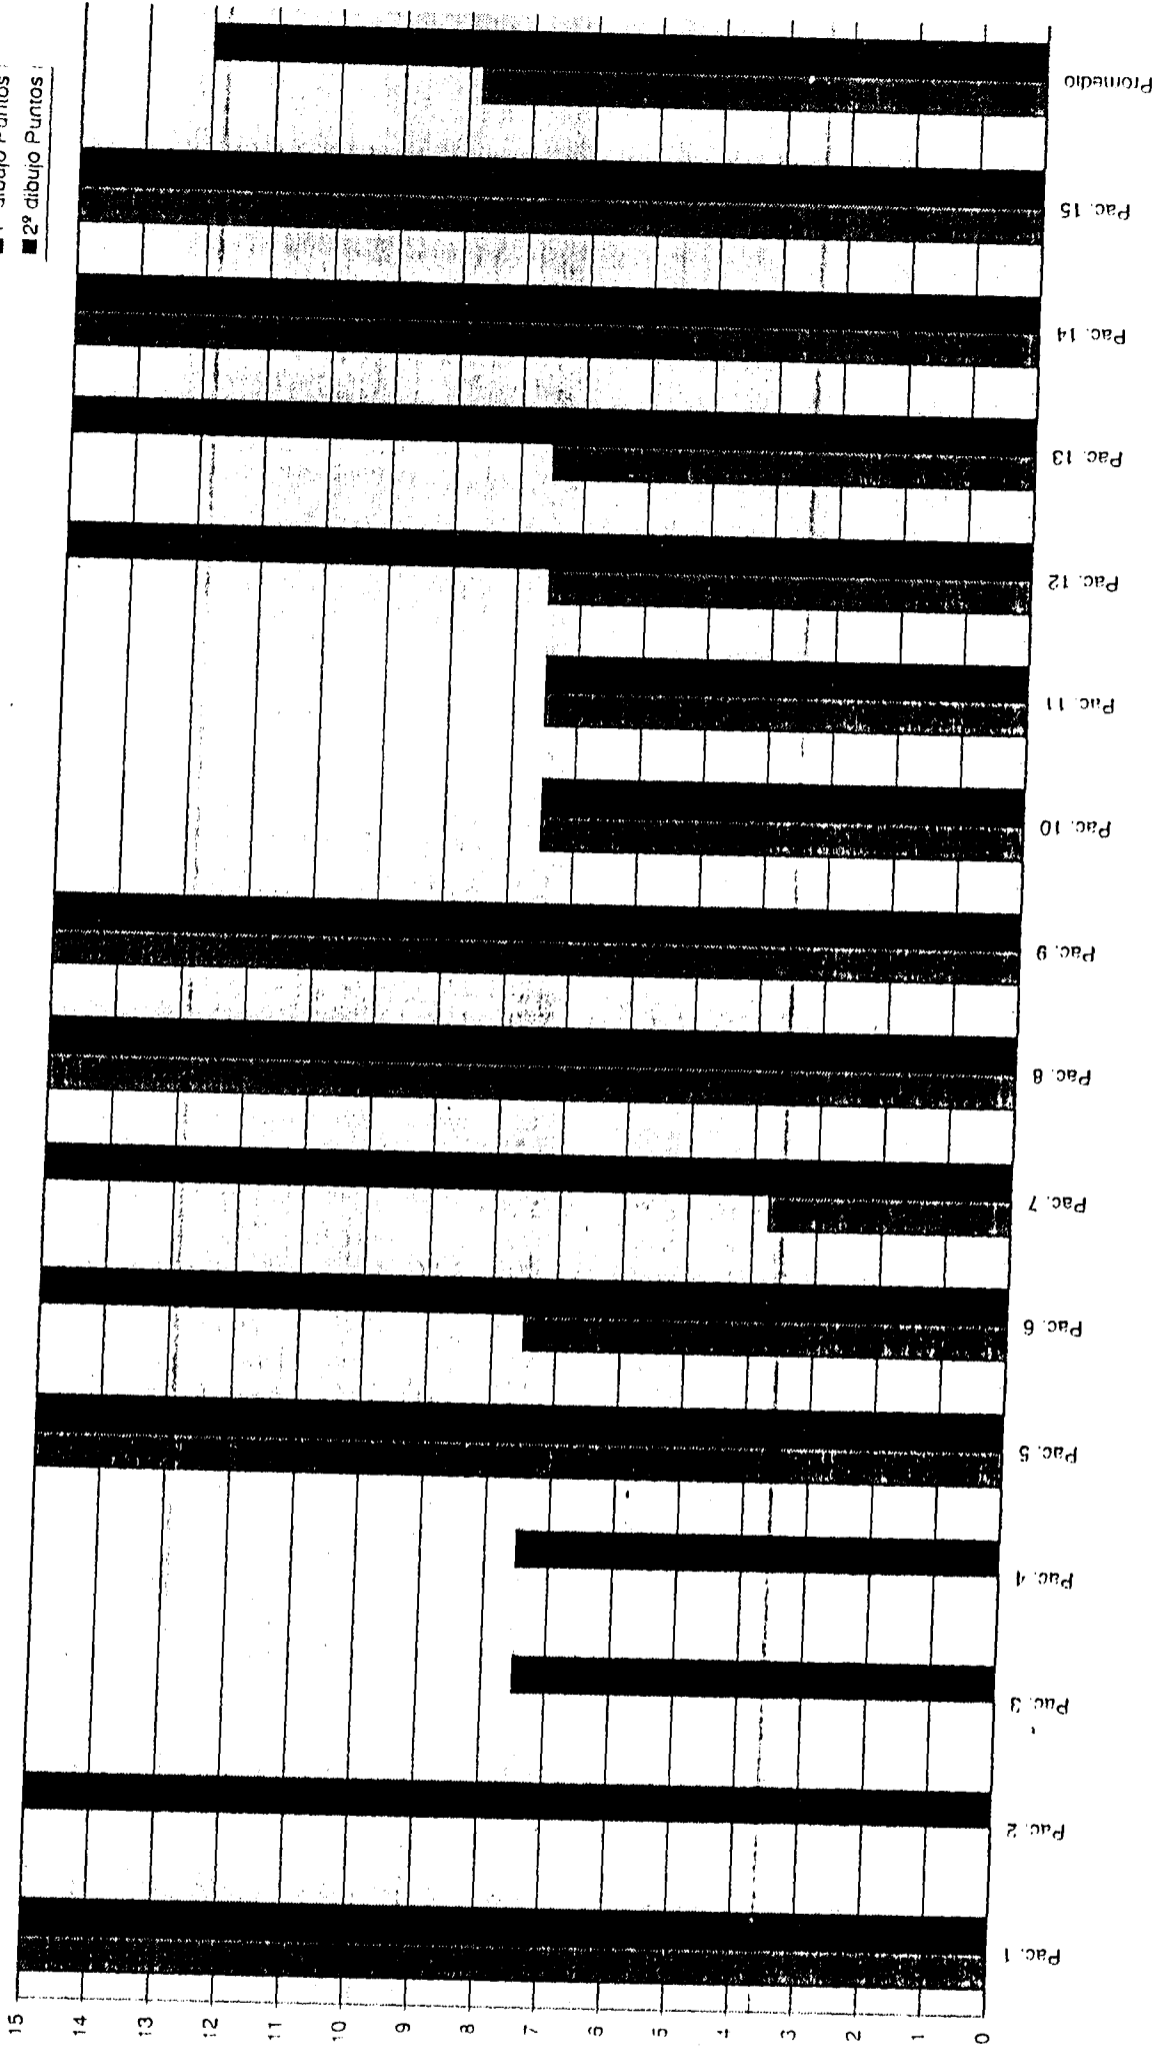 dibujo Puntos
2º dibujo Puntos
15
14
13
12
11
10
9
8
7
6
5
4
3
2
1
0
Pac. 1
Pac. 2
Pac. 3
Pac. 4
Pac. 5
Pac. 6
Pac. 7
Pac. 8
Pac. 9
Pac. 10
Pac. 11
Pac. 12
Pac. 13
Pac. 14
Pac. 15
Promedio